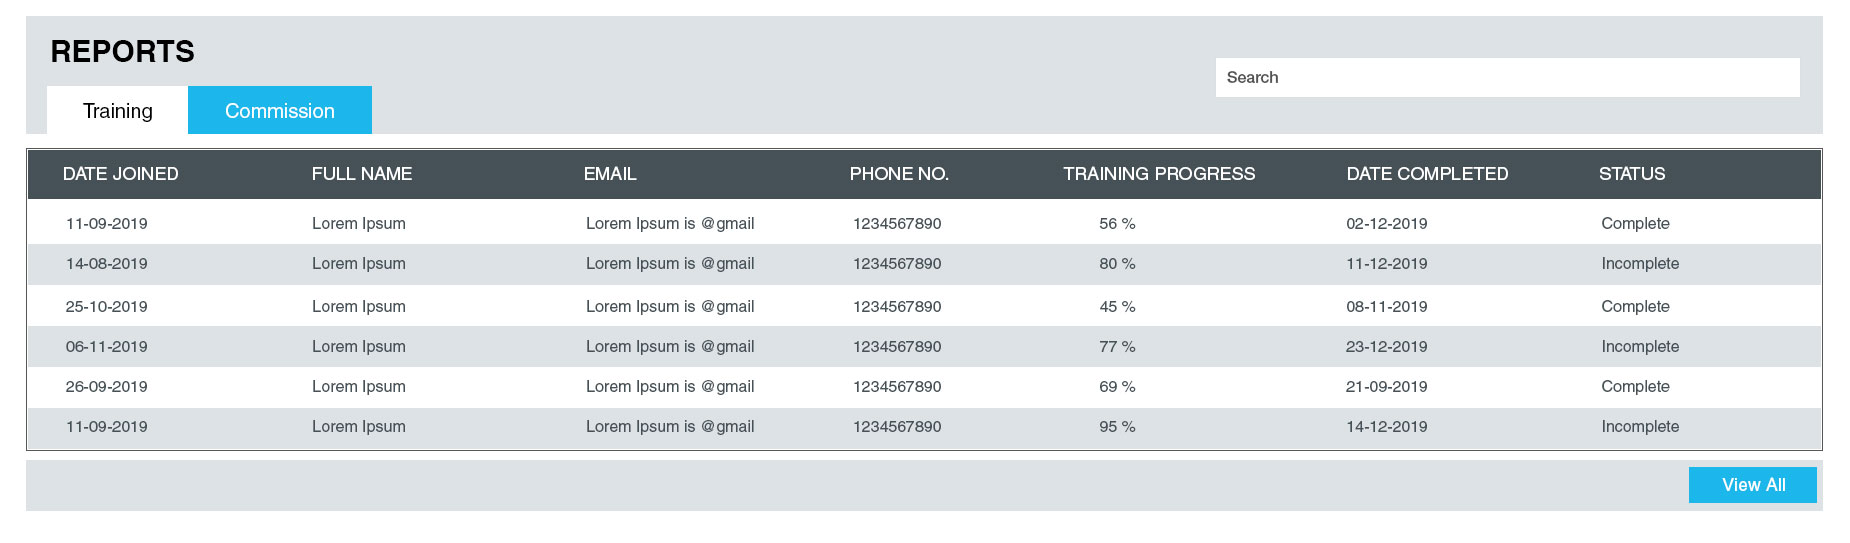 REPORTS
Search
Training Commission
DATE JOINED FULL NAME EMAIL PHONE NO. TRAINING PROGRESS DATE COMPLETED STATUS
11-09-2019 Lorem Ipsum Lorem Ipsum is @gmail 1234567890 56 % 02-12-2019 Complete
14-08-2019 Lorem Ipsum Lorem Ipsum is @gmail 1234567890 80 % 11-12-2019 Incomplete
25-10-2019 Lorem Ipsum Lorem Ipsum is @gmail 1234567890 45 % 08-11-2019 Complete
06-11-2019 Lorem Ipsum Lorem Ipsum is @gmail 1234567890 77 % 23-12-2019 Incomplete
26-09-2019 Lorem Ipsum Lorem Ipsum is @gmail 1234567890 69 % 21-09-2019 Complete
11-09-2019 Lorem Ipsum Lorem Ipsum is @gmail 1234567890 95 % 14-12-2019 Incomplete
View All